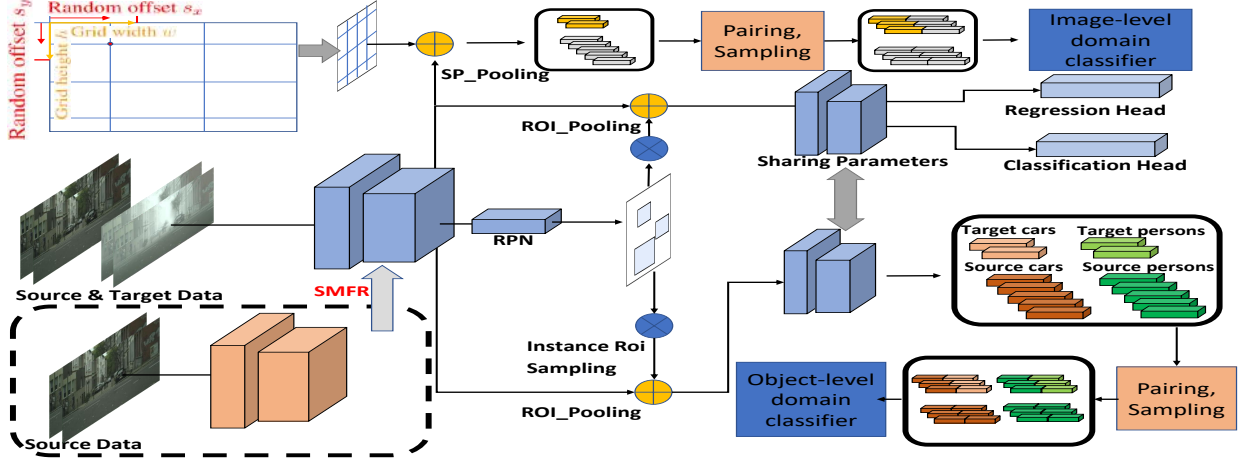 Random offset s_x
Random offset s_y
Grid width w
Grid height h
SP_Pooling
Pairing,
Sampling
Image-level
domain
classifier
ROI_Pooling
Sharing Parameters
Regression Head
Classification Head
RPN
Source & Target Data
SMFR
Source Data
Instance Roi
Sampling
ROI_Pooling
Target cars
Target persons
Source cars
Source persons
Object-level
domain
classifier
Pairing,
Sampling